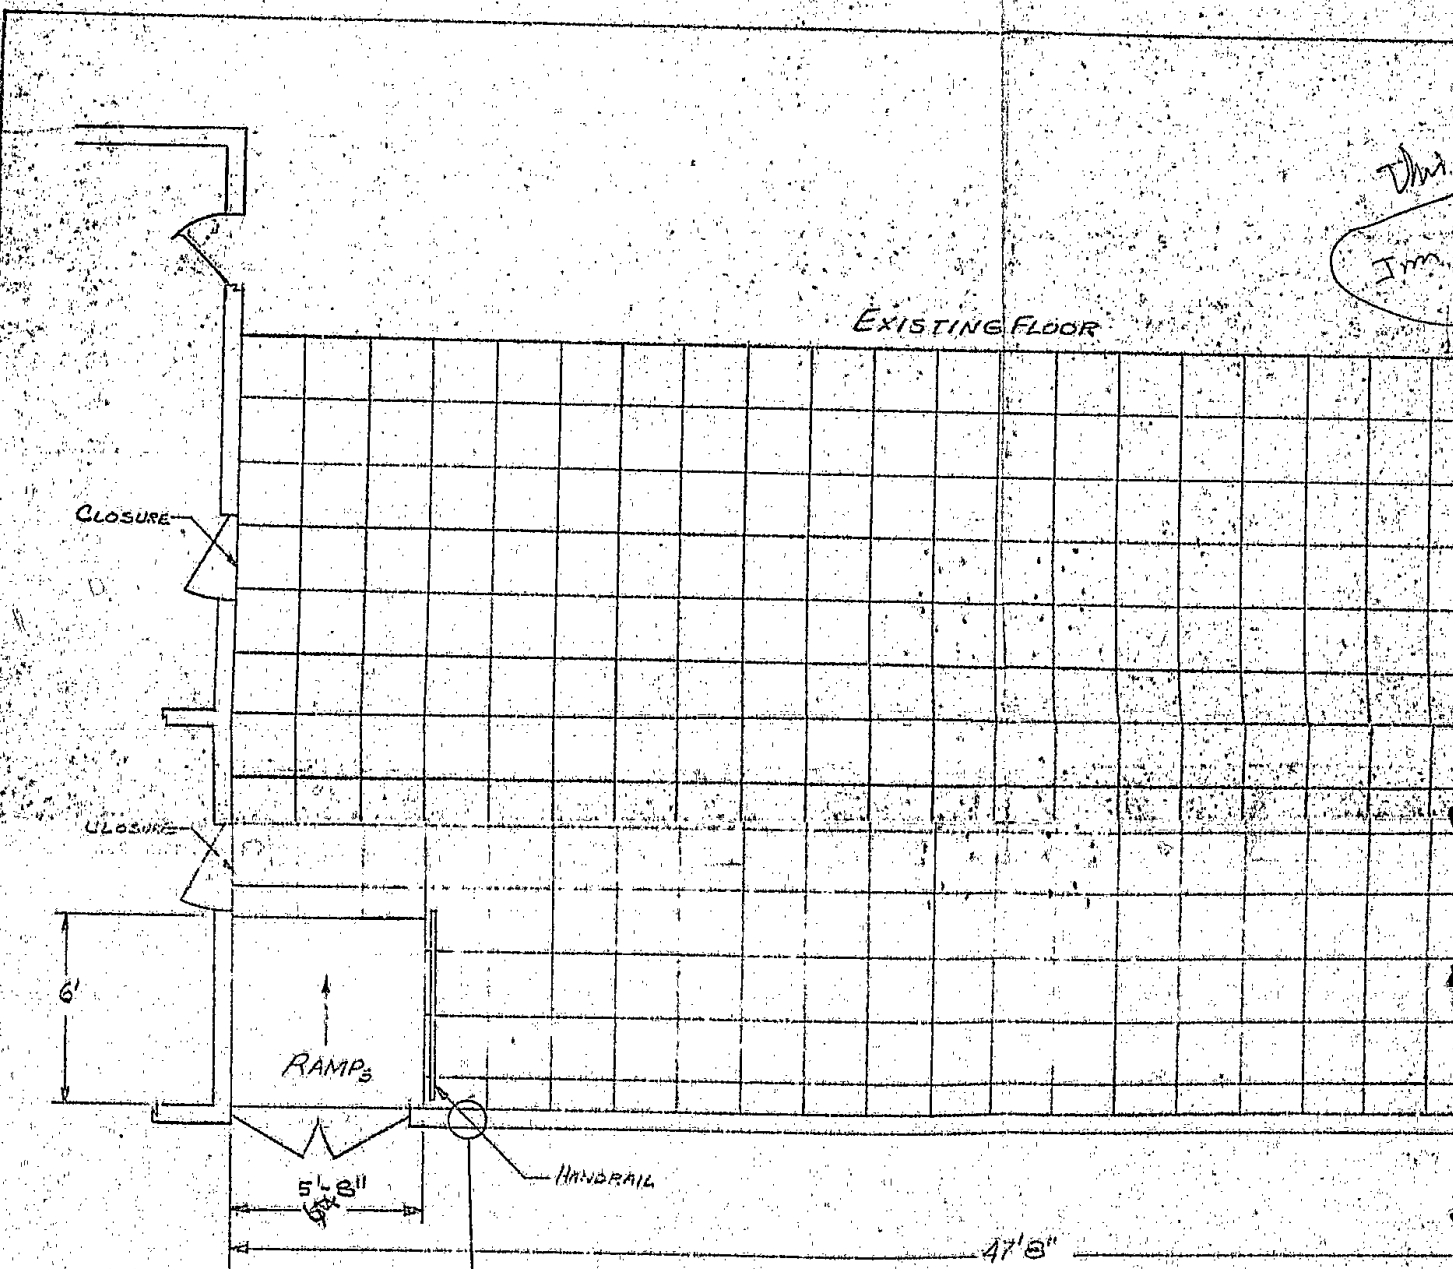 EXISTING FLOOR
CLOSURE
CLOSURE
6'
RAMP
HANDRAIL
5'-8"
47'8"